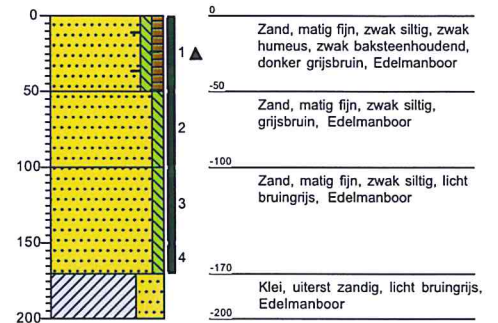 0
50
100
150
200
1
2
3
4
0
Zand, matig fijn, zwak siltig, zwak
humeus, zwak baksteenhoudend,
donker grijsbruin, Edelmanboor
-50
Zand, matig fijn, zwak siltig,
grijsbruin, Edelmanboor
-100
Zand, matig fijn, zwak siltig, licht
bruingrijs, Edelmanboor
-170
Klei, uiterst zandig, licht bruingrijs,
Edelmanboor
-200